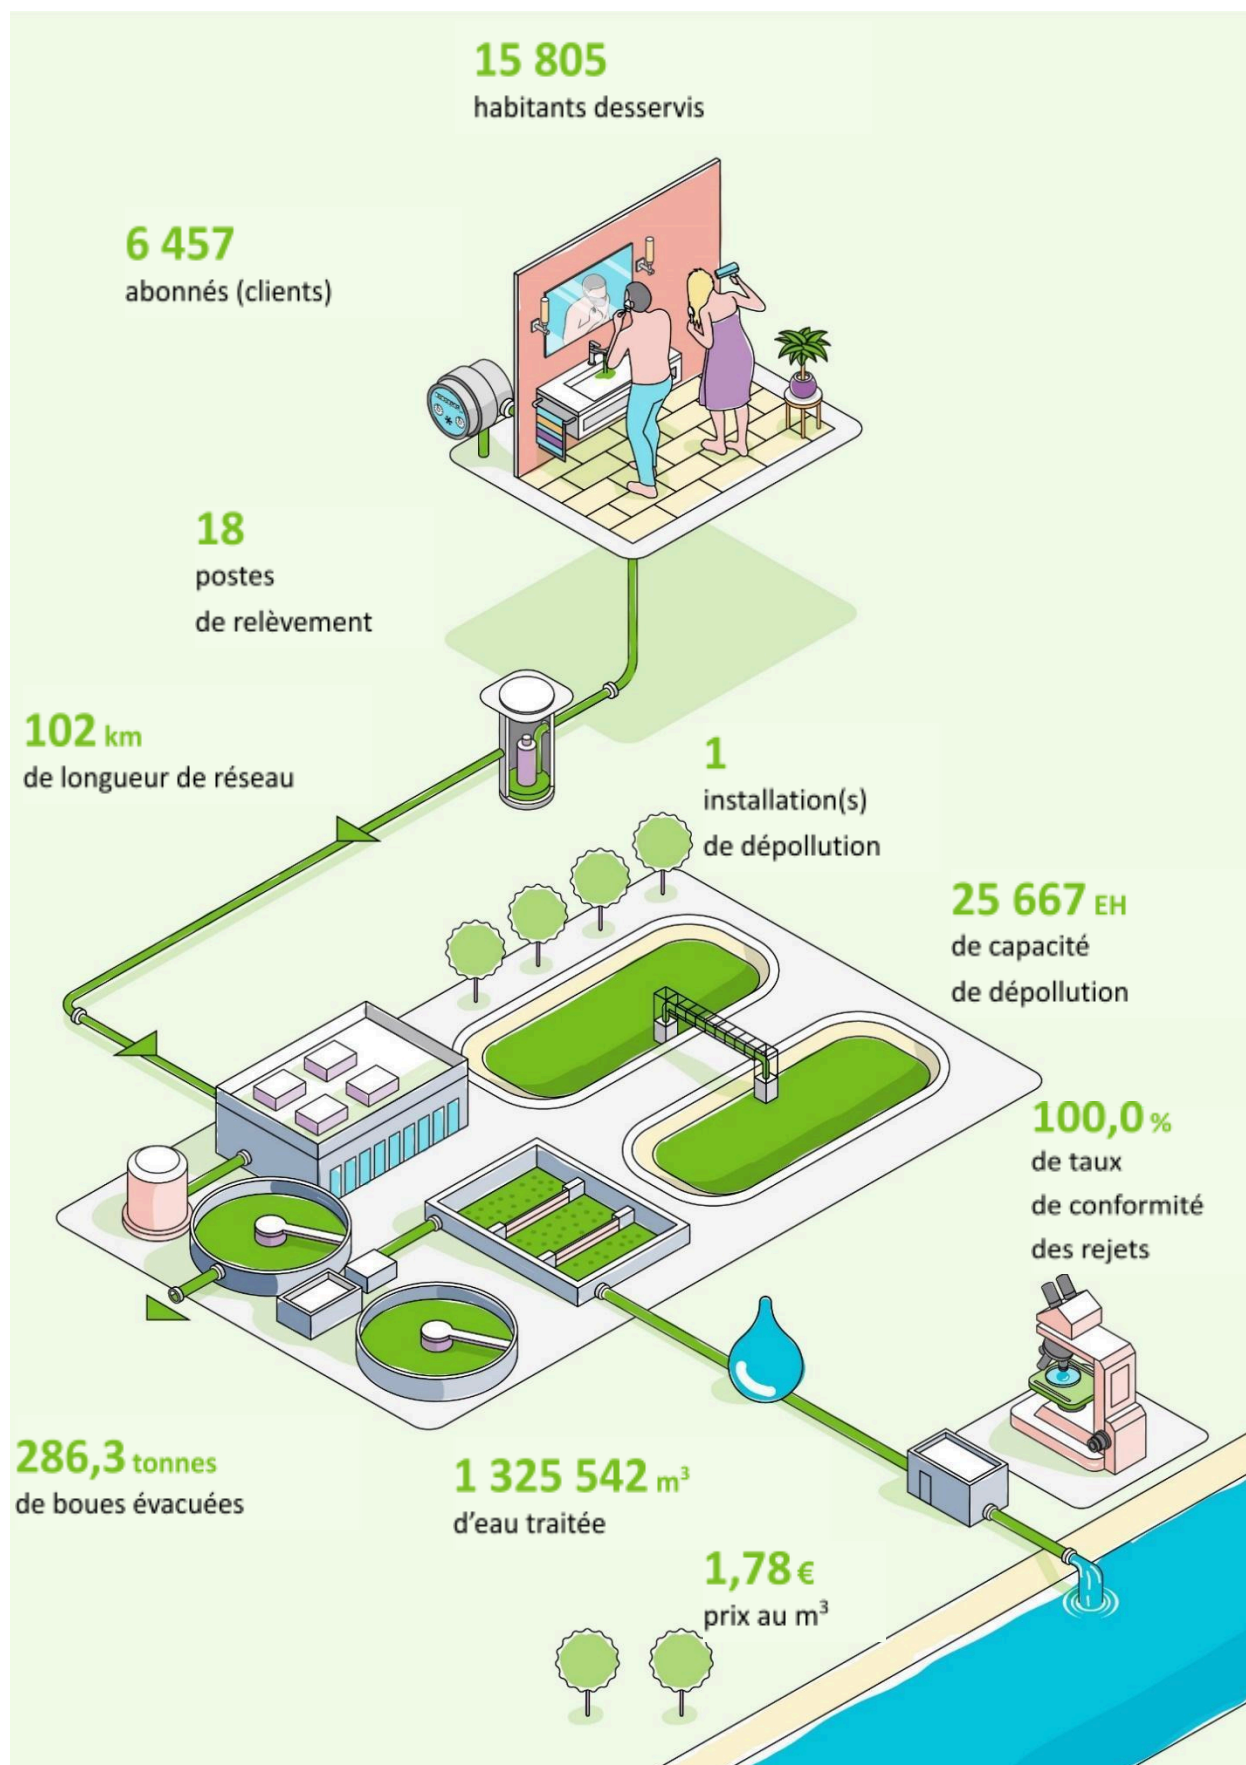 15 805
habitants desservis
6 457
abonnés (clients)
18
postes
de relèvement
102 km
de longueur de réseau
1
installation(s)
de dépollution
25 667 EH
de capacité
de dépollution
100,0 %
de taux
de conformité
des rejets
286,3 tonnes
de boues évacuées
1 325 542 m³
d’eau traitée
1,78 €
prix au m³